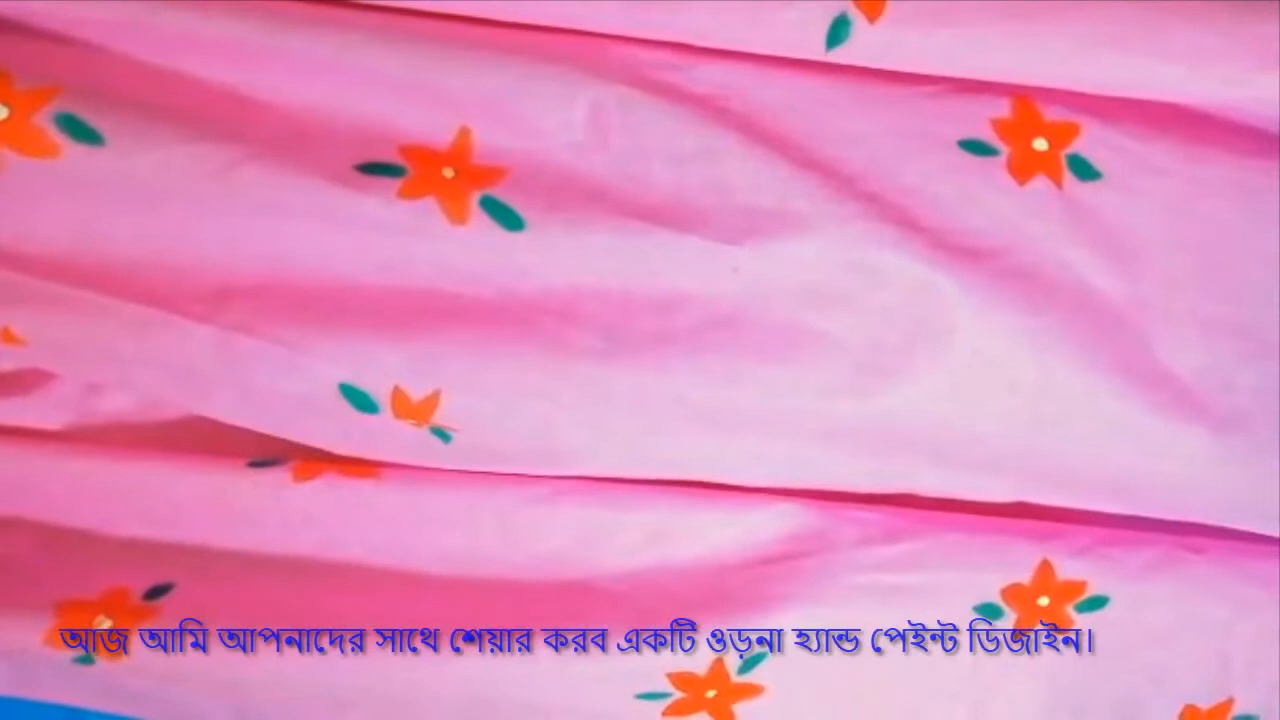 আজ আমি আপনাদের সাথে শেয়ার করব একটি ওড়না হ্যান্ড পেইন্ট ডিজাইন।